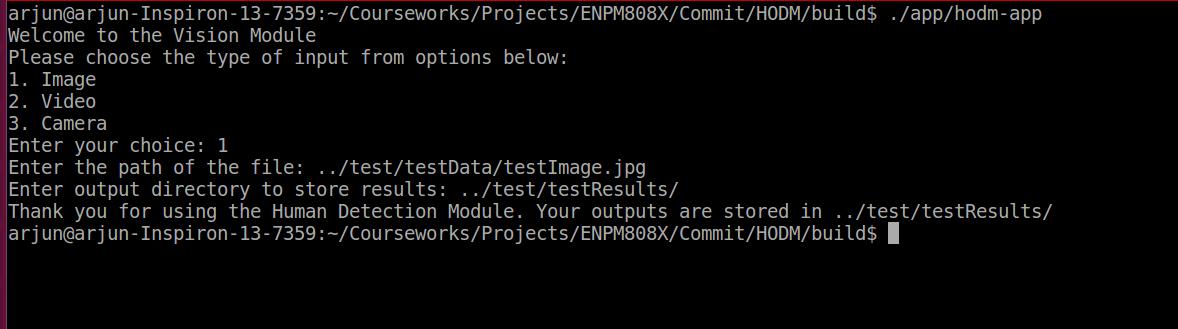 arjun@arjun-Inspiron-13-7359:~/Courseworks/Projects/ENPM808X/Commit/HODM/build$ ./app/hodm-app
Welcome to the Vision Module
Please choose the type of input from options below:
1. Image
2. Video
3. Camera
Enter your choice: 1
Enter the path of the file: ../test/testData/testImage.jpg
Enter output directory to store results: ../test/testResults/
Thank you for using the Human Detection Module. Your outputs are stored in ../test/testResults/
arjun@arjun-Inspiron-13-7359:~/Courseworks/Projects/ENPM808X/Commit/HODM/build$